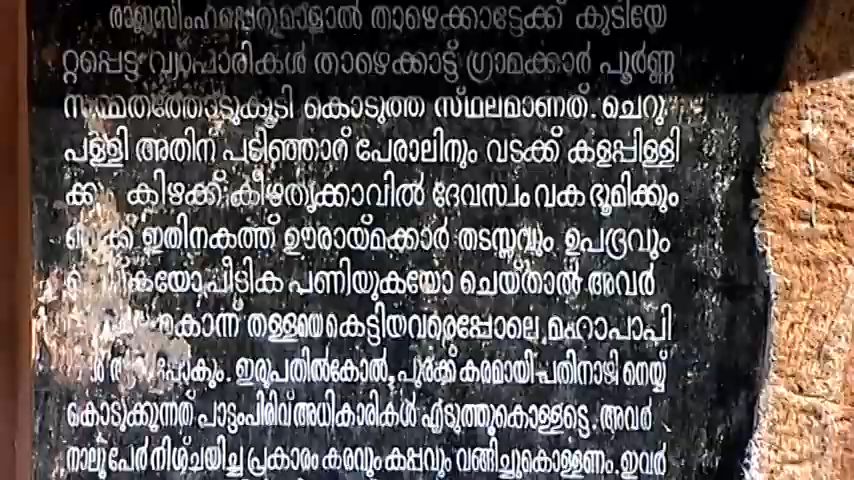 രാജസിംഹപ്പെരുമാളാൽ താഴെക്കാട്ടേക്ക് കുടിയേ
റ്റപ്പെട്ട വ്യാപാരികൾ താഴെക്കാട്ട് ഗ്രാമക്കാർ പൂർണ്ണ
സമ്മതത്തോടുകൂടി കൊടുത്ത സ്ഥലമാണത്. ചെറു
പള്ളി അതിന് പടിഞ്ഞാറ് പേരാലിനും വടക്ക് കളപ്പിള്ളി
ക്ക് കിഴക്ക് കീഴ്തൃക്കാവിൽ ദേവസ്വം വക ഭൂമിക്കും
ഇതിനകത്ത് ഊരായ്മക്കാർ തടസ്സവും ഉപദ്രവും
പീടിക പണിയുകയോ ചെയ്താൽ അവർ
തള്ളയെ കെട്ടിയവരെപ്പോലെ മഹാപാപി
ഇരുപതിൽകോൽ, പുരക്ക് കരമായി പതിനാഴി നെയ്യ്
കൊടുക്കുന്നത് പാട്ടംപിരിവ് അധികാരികൾ എടുത്തുകൊള്ളട്ടെ. അവർ
നാലുപേർ നിശ്ചയിച്ച പ്രകാരം കരവും കപ്പവും വങ്ങിച്ചുകൊള്ളണം. ഇവർ